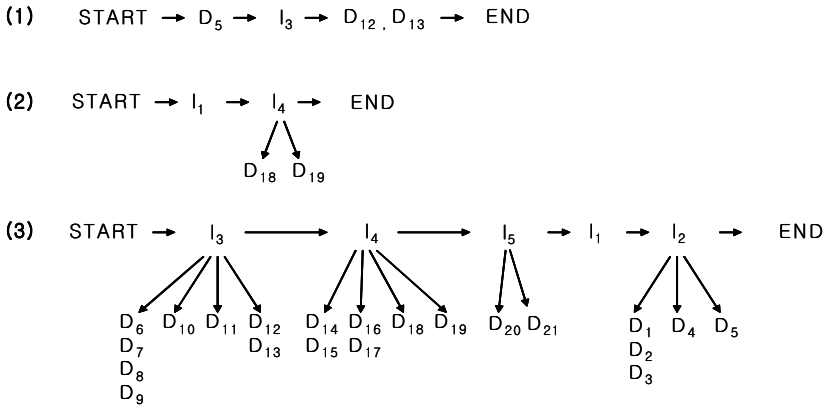 (1) START → D₅ → I₃ → D₁₂, D₁₃ → END
(2) START → I₁ → I₄ → END
D₁₈ D₁₉
(3) START → I₃ → I₄ → I₅ → I₁ → I₂ → END
D₆ D₁₀ D₁₁ D₁₂ D₁₄ D₁₆ D₁₈ D₁₉ D₂₀ D₂₁ D₁ D₄ D₅
D₇ D₁₃ D₁₅ D₁₇ D₂
D₈ D₃
D₉